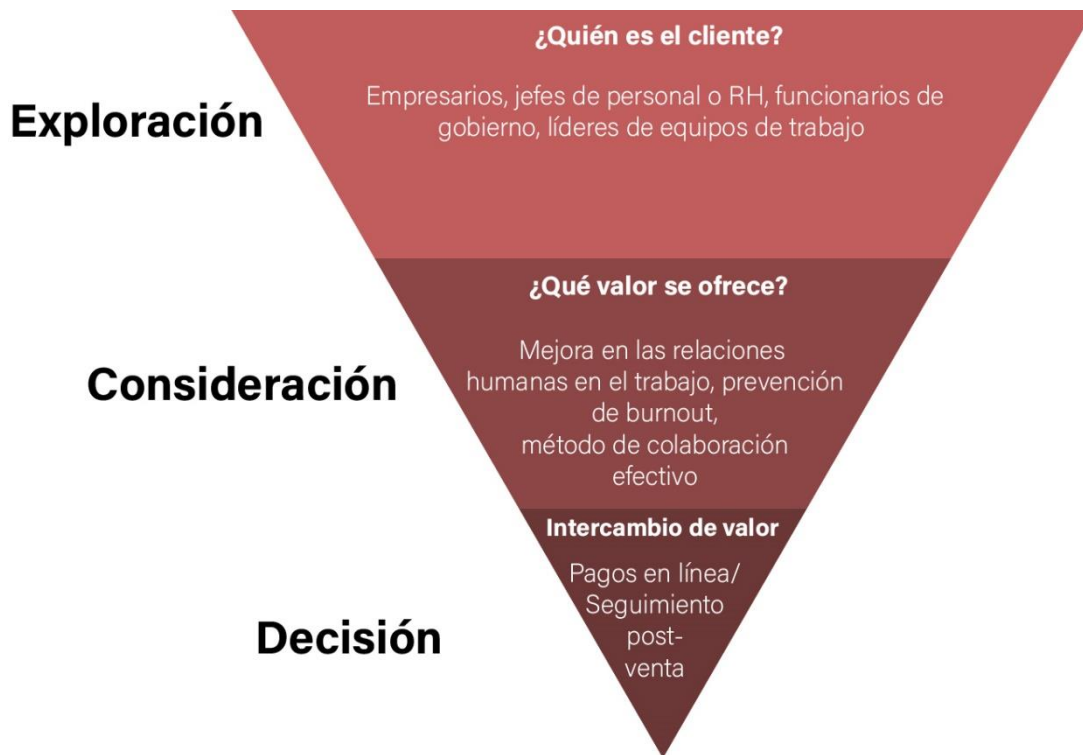 ¿Quién es el cliente?
Empresarios, jefes de personal o RH, funcionarios de
gobierno, líderes de equipos de trabajo
Exploración
¿Qué valor se ofrece?
Mejora en las relaciones
humanas en el trabajo, prevención
de burnout,
método de colaboración
efectivo
Consideración
Intercambio de valor
Pagos en línea/
Seguimiento
post-
venta
Decisión